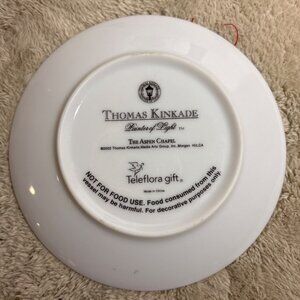 THOMAS KINKADE
Painter of Light ™
THE ASPEN CHAPEL
Teleflora gift®
Made in China
NOT FOR FOOD USE. Food consumed from this
vessel may be harmful. For decorative purposes only.